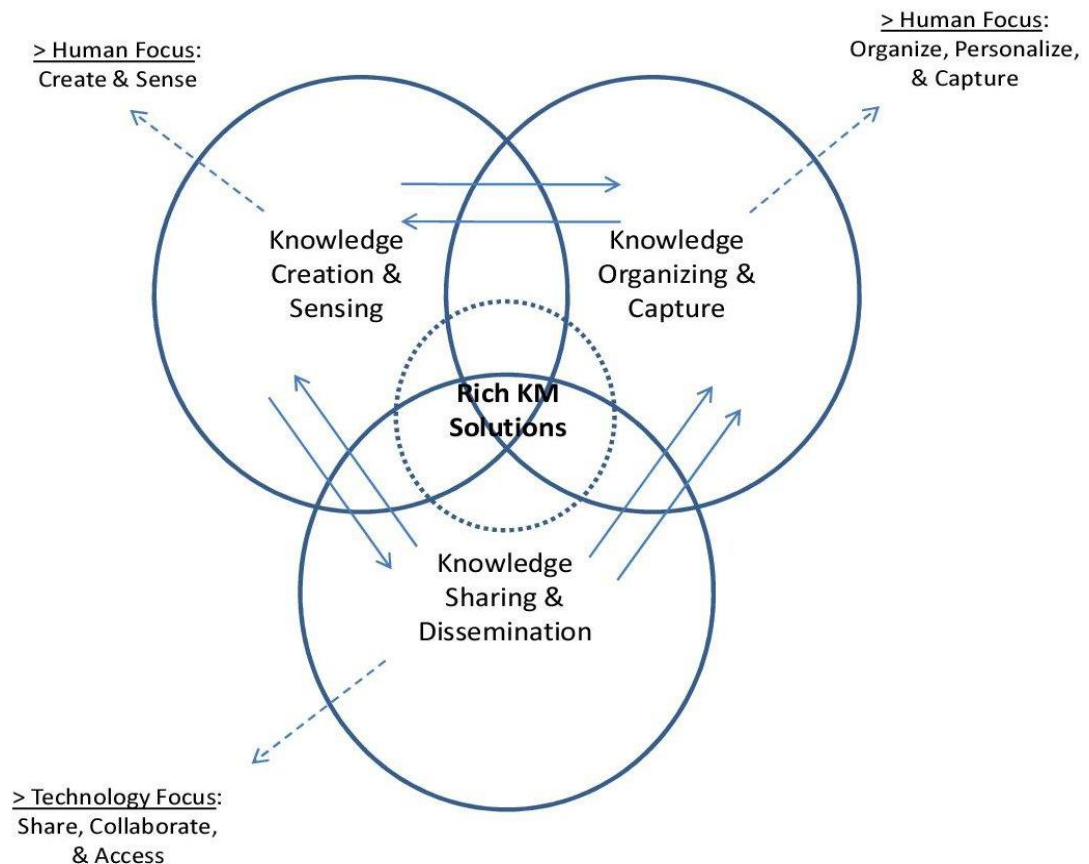 > Human Focus:
Create & Sense
> Human Focus:
Organize, Personalize,
& Capture
Knowledge
Creation &
Sensing
Knowledge
Organizing &
Capture
Rich KM
Solutions
Knowledge
Sharing &
Dissemination
> Technology Focus:
Share, Collaborate,
& Access